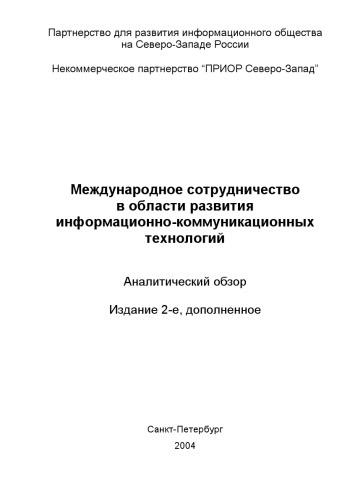 Партнерство для развития информационного общества
на Северо-Западе России
Некоммерческое партнерство “ПРИОР Северо-Запад”
Международное сотрудничество
в области развития
информационно-коммуникационных
технологий
Аналитический обзор
Издание 2-е, дополненное
Санкт-Петербург
2004